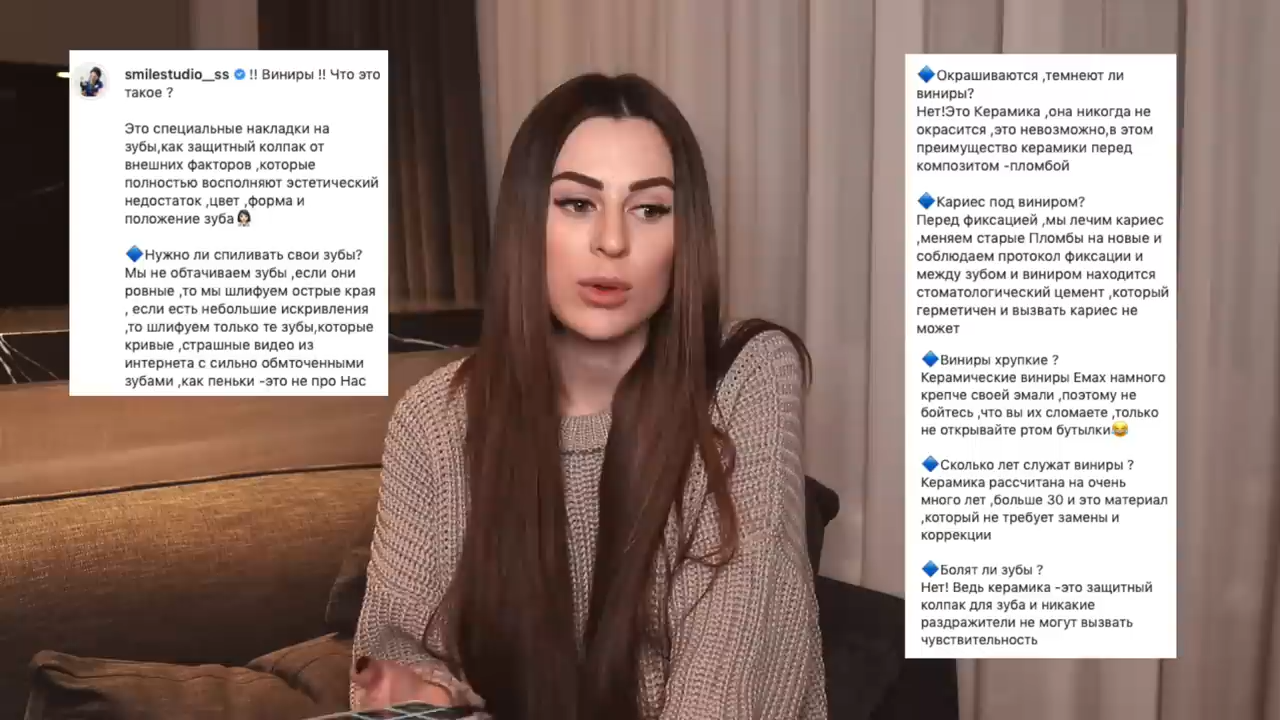 smilestudio__ss !! Виниры !! Что это
такое ?
Это специальные накладки на
зубы,как защитный колпак от
внешних факторов ,которые
полностью восполняют эстетический
недостаток ,цвет ,форма и
положение зуба👩🏻‍⚕️
🔷Нужно ли спиливать свои зубы?
Мы не обтачиваем зубы ,если они
ровные ,то мы шлифуем острые края
, если есть небольшие искривления
,то шлифуем только те зубы,которые
кривые ,страшные видео из
интернета с сильно обмточенными
зубами ,как пеньки -это не про Нас
🔷Окрашиваются ,темнеют ли
виниры?
Нет!Это Керамика ,она никогда не
окрасится ,это невозможно,в этом
преимущество керамики перед
композитом -пломбой
🔷Кариес под виниром?
Перед фиксацией ,мы лечим кариес
,меняем старые Пломбы на новые и
соблюдаем протокол фиксации и
между зубом и виниром находится
стоматологический цемент ,который
герметичен и вызвать кариес не
может
🔷Виниры хрупкие ?
Керамические виниры Емах намного
крепче своей эмали ,поэтому не
бойтесь ,что вы их сломаете ,только
не открывайте ртом бутылки😂
🔷Сколько лет служат виниры ?
Керамика рассчитана на очень
много лет ,больше 30 и это материал
,который не требует замены и
коррекции
🔷Болят ли зубы ?
Нет! Ведь керамика -это защитный
колпак для зуба и никакие
раздражители не могут вызвать
чувствительность